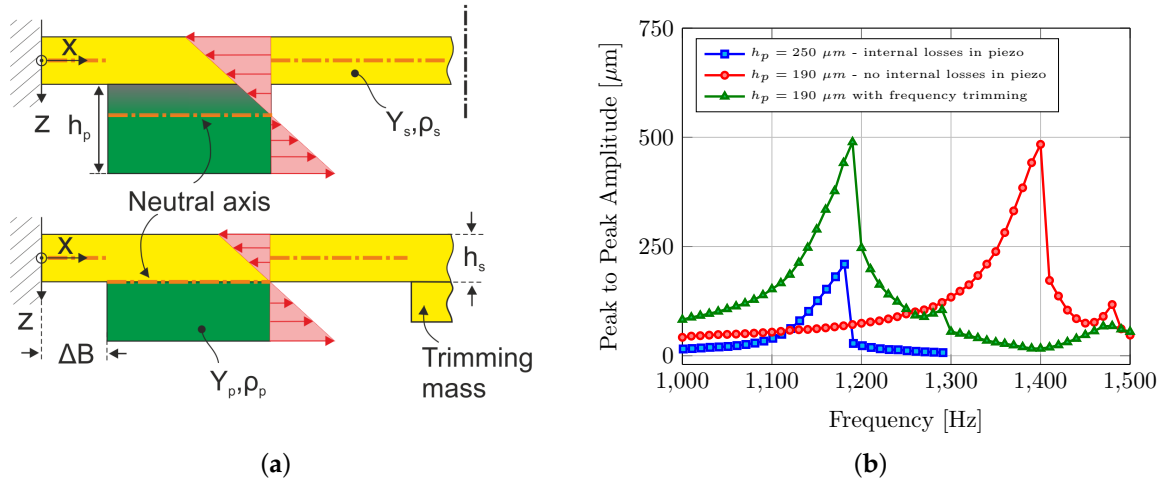 X
Z
h_p
Y_s,ρ_s
Neutral axis
X
h_s
Z
ΔB
Y_p,ρ_p
Trimming
mass
(a)
750
500
250
0
Peak to Peak Amplitude [μm]
h_p = 250 μm - internal losses in piezo
h_p = 190 μm - no internal losses in piezo
h_p = 190 μm with frequency trimming
1,000 1,100 1,200 1,300 1,400 1,500
Frequency [Hz]
(b)